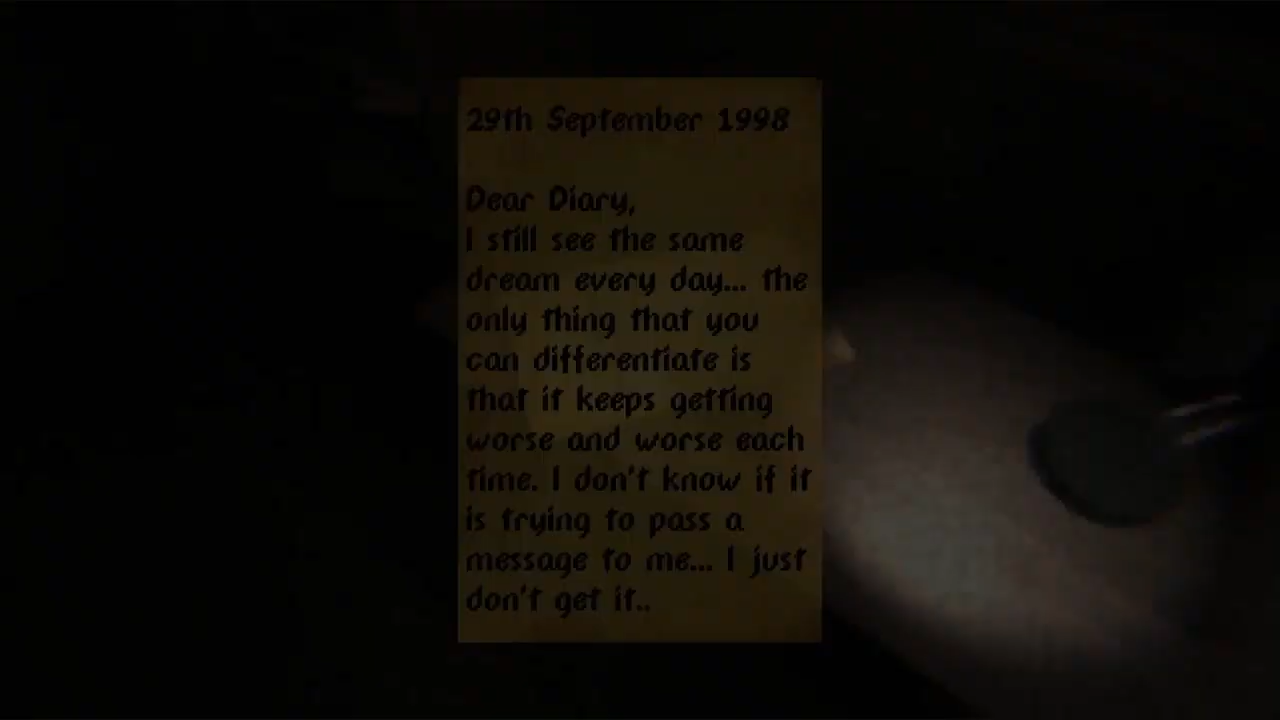 29th September 1998
Dear Diary,
I still see the same
dream every day... the
only thing that you
can differentiate is
that it keeps getting
worse and worse each
time. I don't know if it
is trying to pass a
message to me... I just
don't get it..